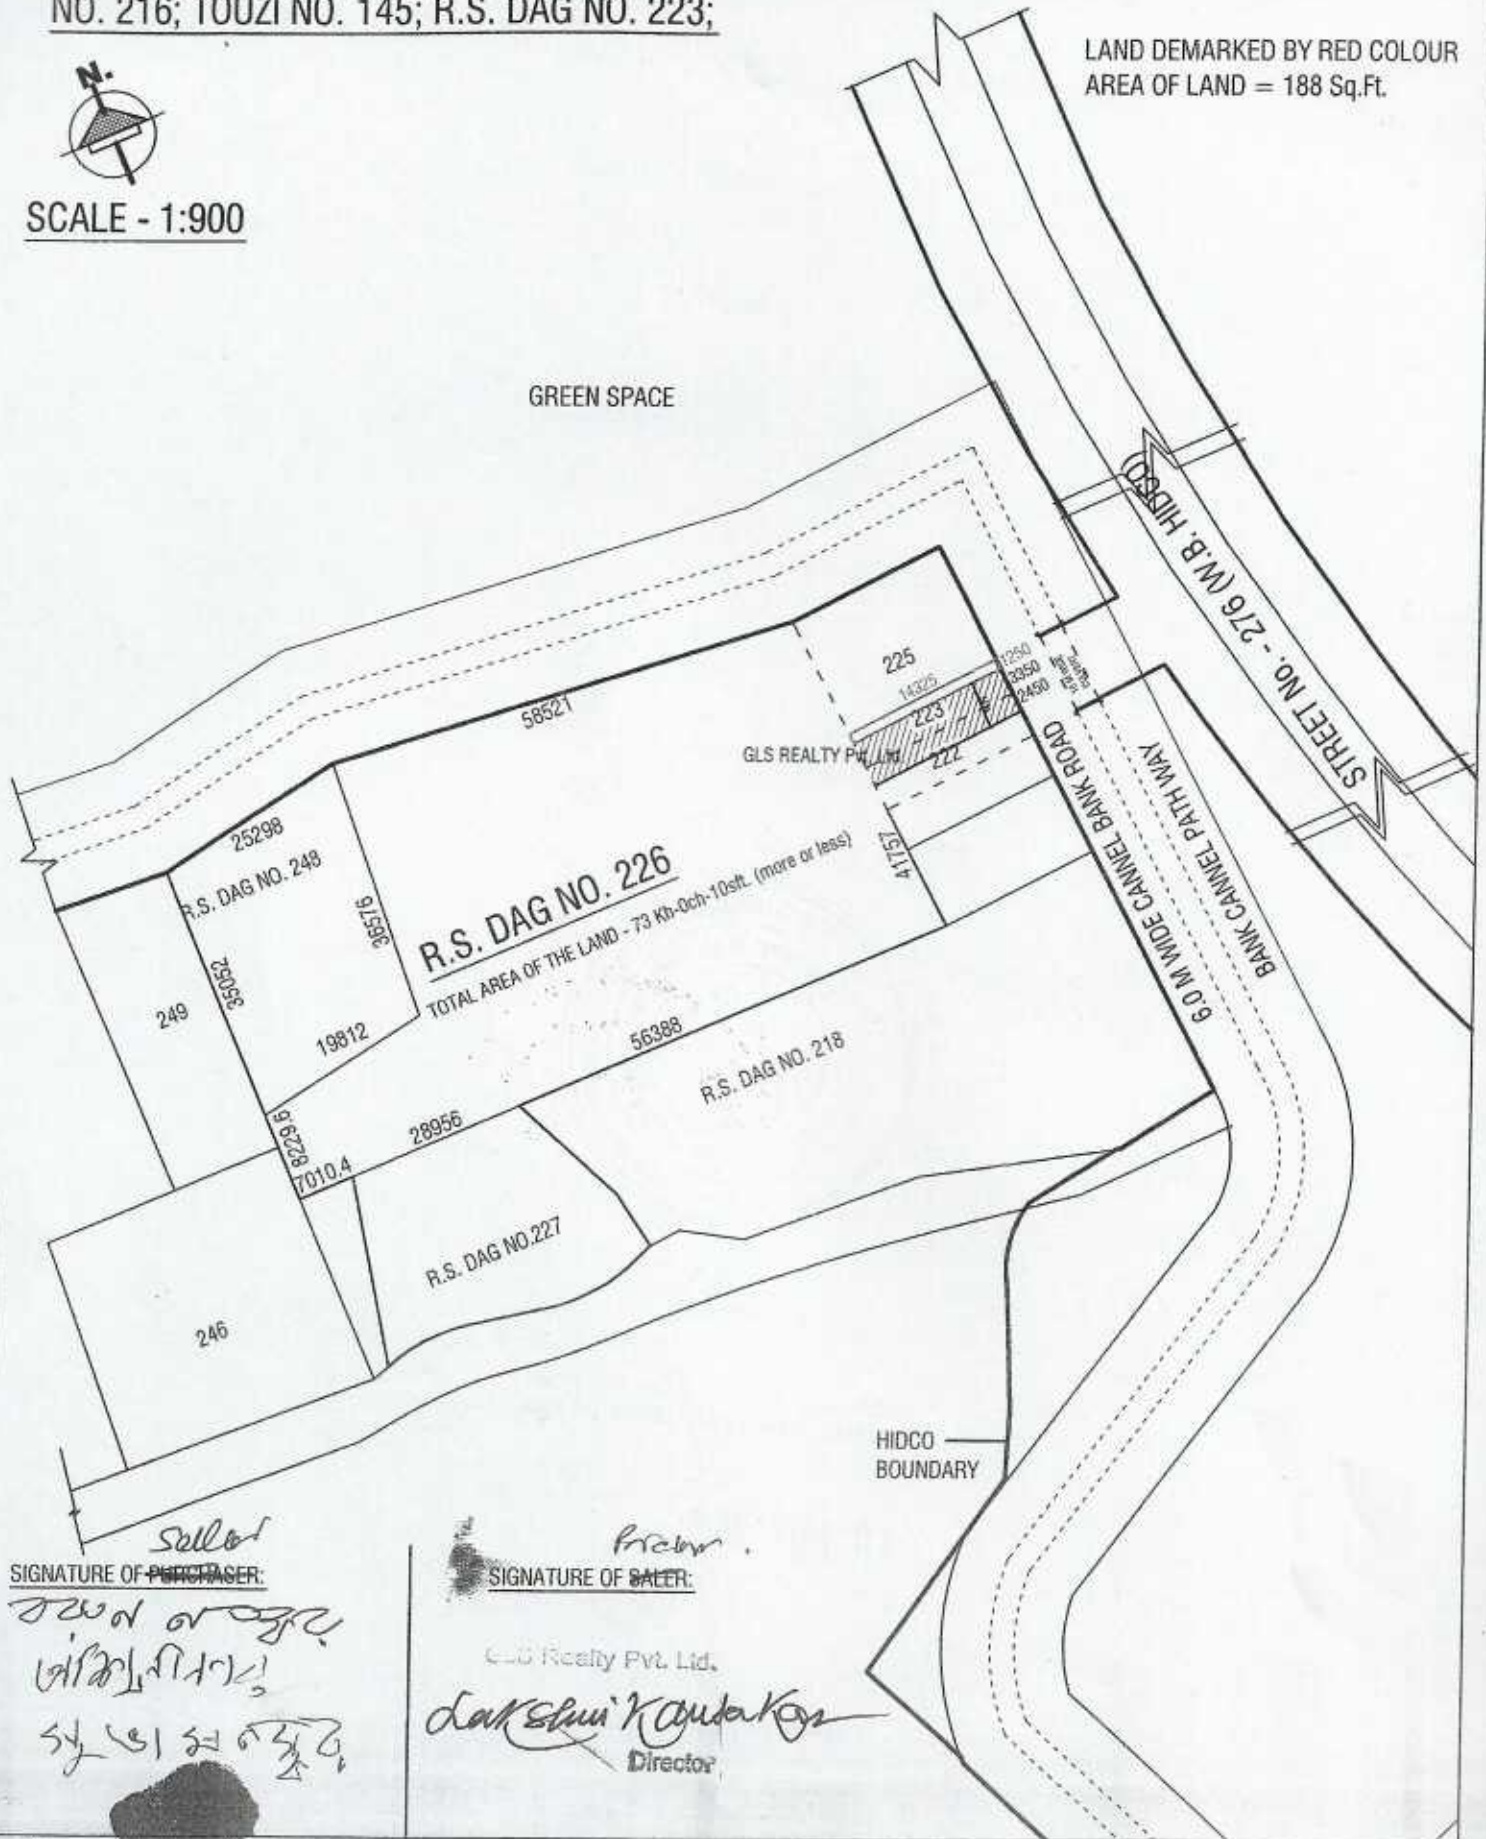 NO. 216; TOUZI NO. 145; R.S. DAG NO. 223;
LAND DEMARKED BY RED COLOUR
AREA OF LAND = 188 Sq.Ft.
N.
SCALE - 1:900
GREEN SPACE
STREET No. - 276 (W.B. HIDCO)
225
14325
1250
3350
2450
223
222
GLS REALTY Pvt. Ltd.
58521
25298
R.S. DAG NO. 248
36576
35052
249
19812
R.S. DAG NO. 226
TOTAL AREA OF THE LAND - 73 Kh-0ch-10sft. (more or less)
41757
6.0 M WIDE CANNEL BANK ROAD
BANK CANNEL PATH WAY
56388
R.S. DAG NO. 218
8229.6
7010.4
28956
R.S. DAG NO.227
246
HIDCO
BOUNDARY
Seller
SIGNATURE OF PURCHASER:
SIGNATURE OF SALER:
Realty Pvt. Ltd.
Director